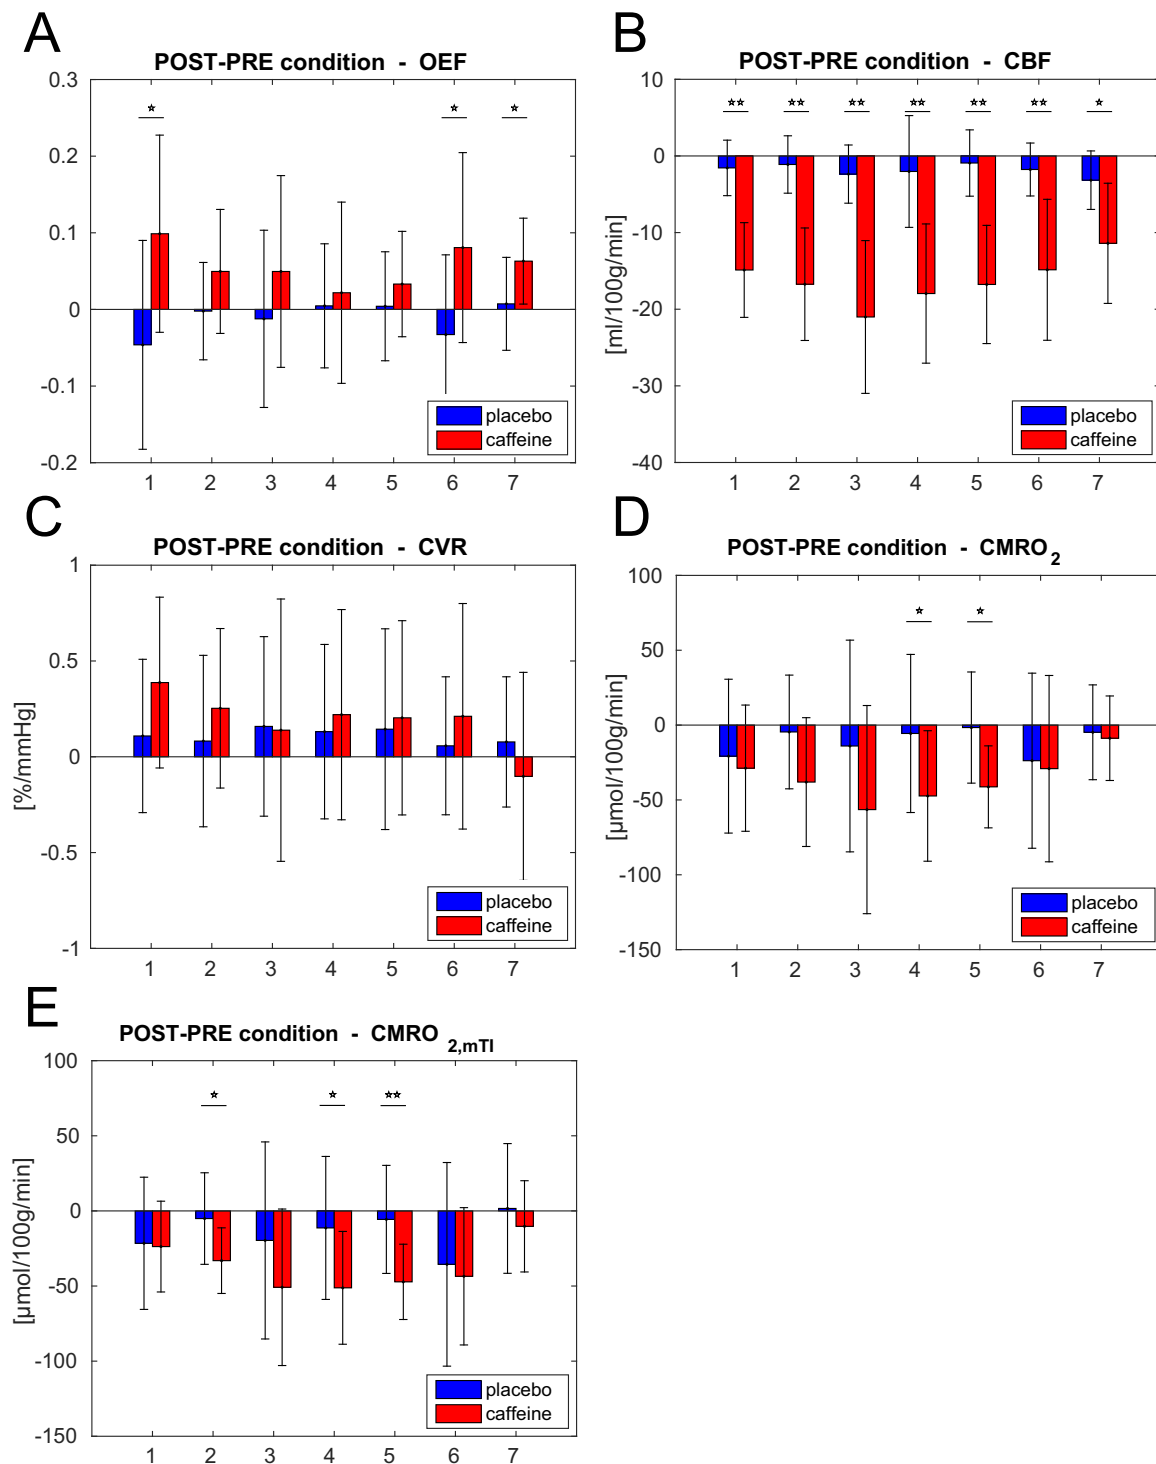 A
POST-PRE condition - OEF
0.3
0.2
0.1
0
-0.1
-0.2
1 2 3 4 5 6 7
placebo
caffeine
B
POST-PRE condition - CBF
[ml/100g/min]
10
0
-10
-20
-30
-40
1 2 3 4 5 6 7
placebo
caffeine
C
POST-PRE condition - CVR
[%/mmHg]
1
0.5
0
-0.5
-1
1 2 3 4 5 6 7
placebo
caffeine
D
POST-PRE condition - CMRO2
[µmol/100g/min]
100
50
0
-50
-100
-150
1 2 3 4 5 6 7
placebo
caffeine
E
POST-PRE condition - CMRO 2,mTI
[µmol/100g/min]
100
50
0
-50
-100
-150
1 2 3 4 5 6 7
placebo
caffeine